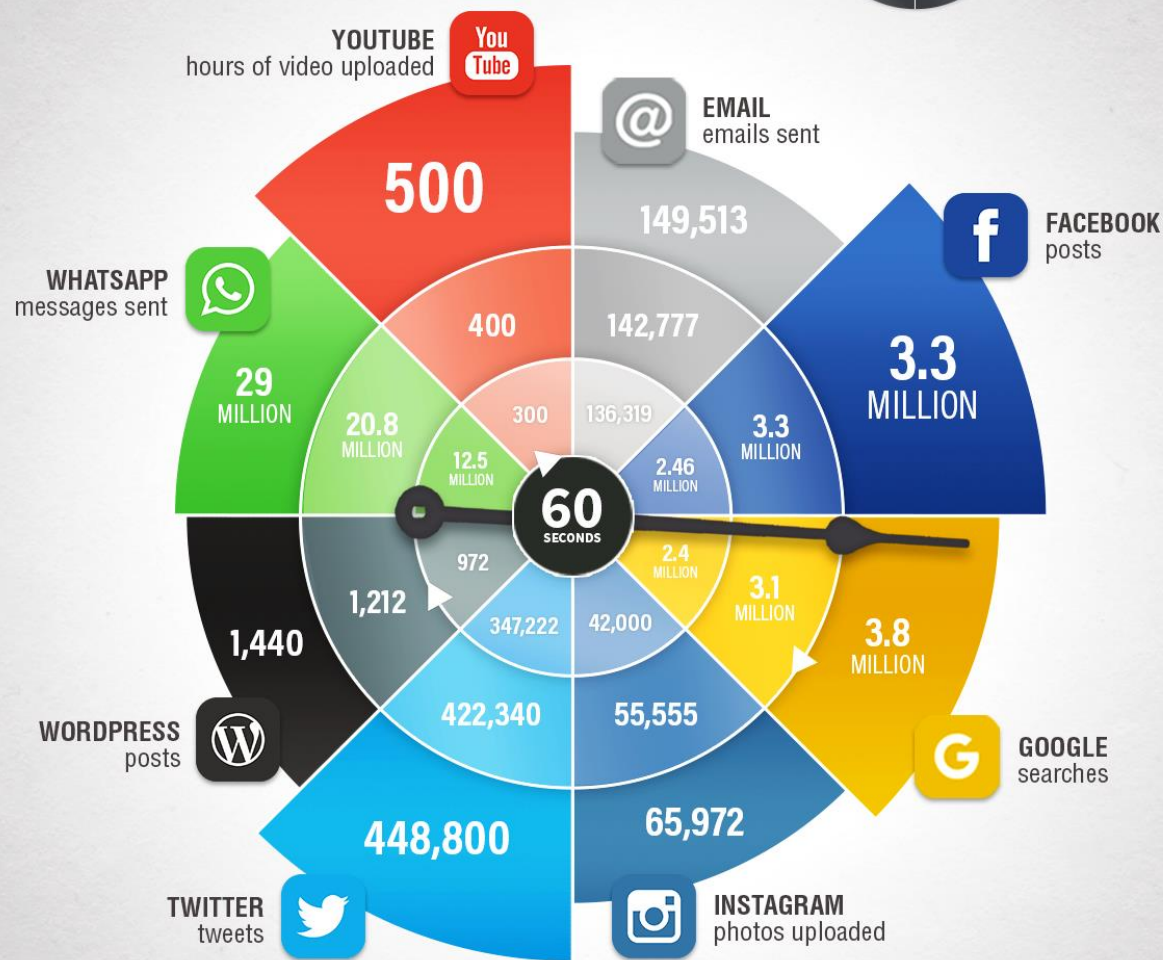 YOUTUBE
hours of video uploaded
You
Tube
@
EMAIL
emails sent
f
FACEBOOK
posts
WHATSAPP
messages sent
500
149,513
3.3
MILLION
29
MILLION
400
142,777
20.8
MILLION
3.3
MILLION
300
136,319
12.5
MILLION
2.46
MILLION
60
SECONDS
972
2.4
MILLION
1,212
3.1
MILLION
347,222
42,000
1,440
3.8
MILLION
422,340
55,555
WORDPRESS
posts
W
G
GOOGLE
searches
448,800
65,972
TWITTER
tweets
INSTAGRAM
photos uploaded